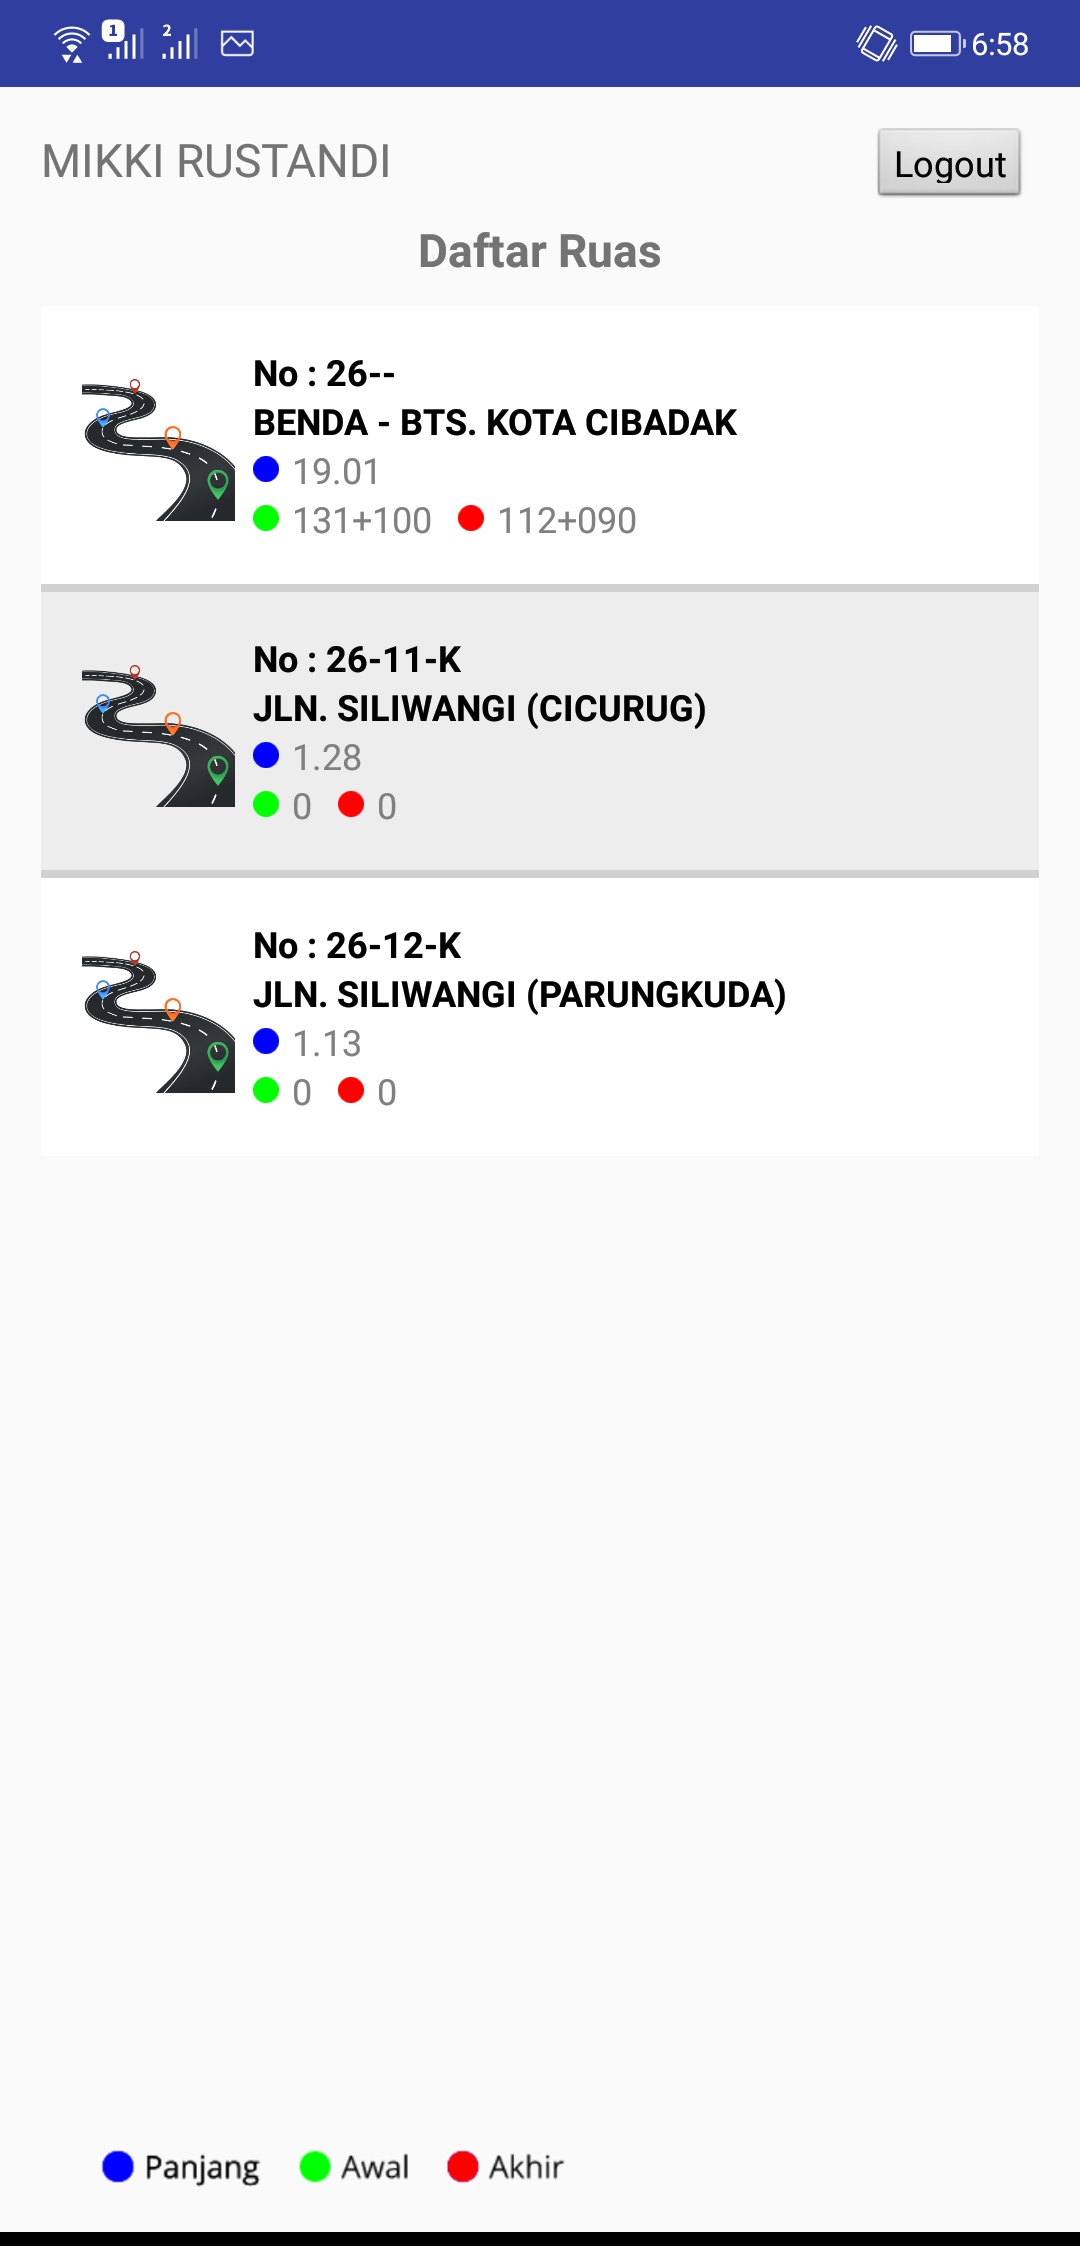 1 2 6:58
MIKKI RUSTANDI
Logout
Daftar Ruas
No : 26--
BENDA - BTS. KOTA CIBADAK
19.01
131+100 112+090
No : 26-11-K
JLN. SILIWANGI (CICURUG)
1.28
0 0
No : 26-12-K
JLN. SILIWANGI (PARUNGKUDA)
1.13
0 0
Panjang Awal Akhir